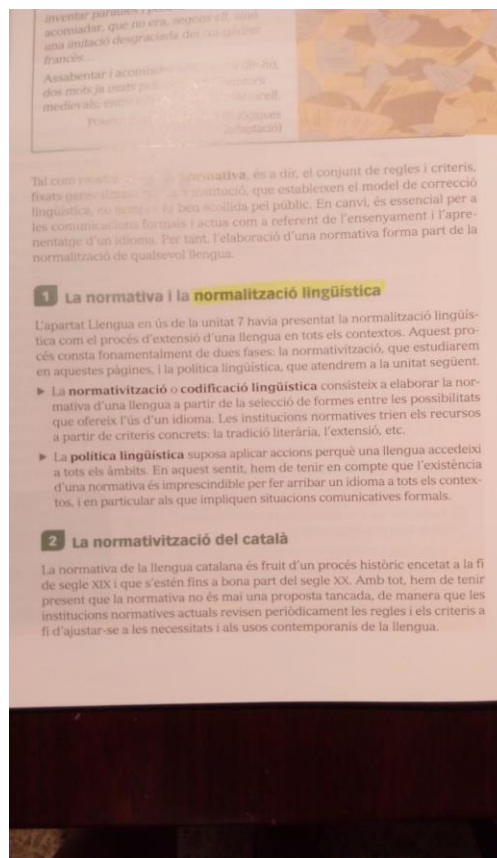 inventar paraules i
acomiadar, que no era, segons ell, sinó
una imitació desgraciada del
francès...
Assabentar i
dos mots ja usats
medievals,
adaptació)
Tal com normativa, és a dir, el conjunt de regles i criteris,
fixats que estableixen el model de correcció
lingüística, no ben acollida pel públic. En canvi, és essencial per a
les comunicacions formals i actua com a referent de l'ensenyament i l'apre-
nentatge d'un idioma. Per tant, l'elaboració d'una normativa forma part de la
normalització de qualsevol llengua.
1 La normativa i la normalització lingüística
L'apartat Llengua en ús de la unitat 7 havia presentat la normalització lingüís-
tica com el procés d'extensió d'una llengua en tots els contextos. Aquest pro-
cés consta fonamentalment de dues fases: la normativització, que estudiarem
en aquestes pàgines, i la política lingüística, que atendrem a la unitat següent.
► La normativització o codificació lingüística consisteix a elaborar la nor-
mativa d'una llengua a partir de la selecció de formes entre les possibilitats
que ofereix l'ús d'un idioma. Les institucions normatives trien els recursos
a partir de criteris concrets: la tradició literària, l'extensió, etc.
► La política lingüística suposa aplicar accions perquè una llengua accedeixi
a tots els àmbits. En aquest sentit, hem de tenir en compte que l'existència
d'una normativa és imprescindible per fer arribar un idioma a tots els contex-
tos, i en particular als que impliquen situacions comunicatives formals.
2 La normativització del català
La normativa de la llengua catalana és fruit d'un procés històric encetat a la fi
de segle XIX i que s'estén fins a bona part del segle XX. Amb tot, hem de tenir
present que la normativa no és mai una proposta tancada, de manera que les
institucions normatives actuals revisen periòdicament les regles i els criteris a
fi d'ajustar-se a les necessitats i als usos contemporanis de la llengua.